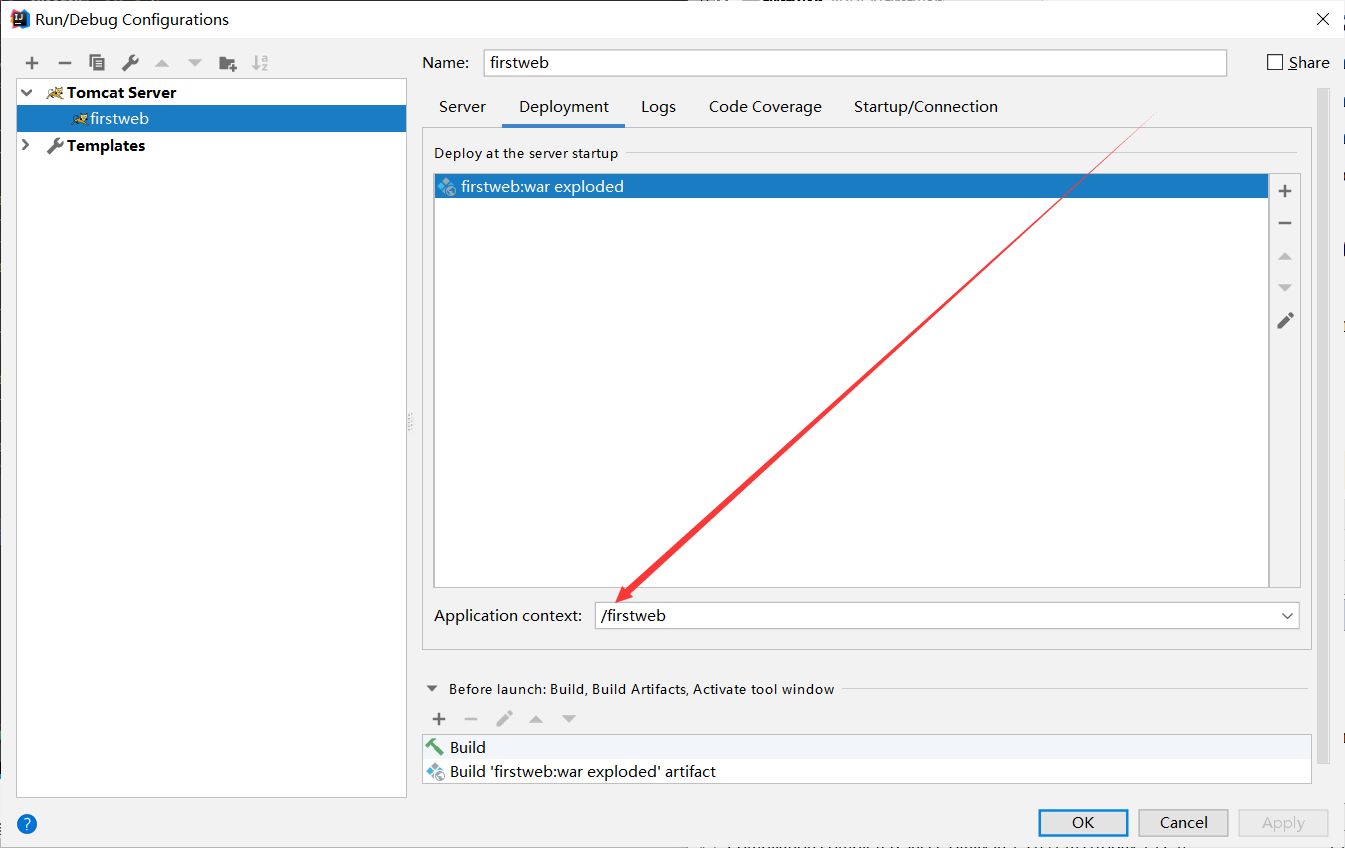 Run/Debug Configurations
Tomcat Server
firstweb
Templates
Name: firstweb
Share
Server Deployment Logs Code Coverage Startup/Connection
Deploy at the server startup
firstweb:war exploded
Application context: /firstweb
Before launch: Build, Build Artifacts, Activate tool window
Build
Build 'firstweb:war exploded' artifact
?
OK Cancel Apply